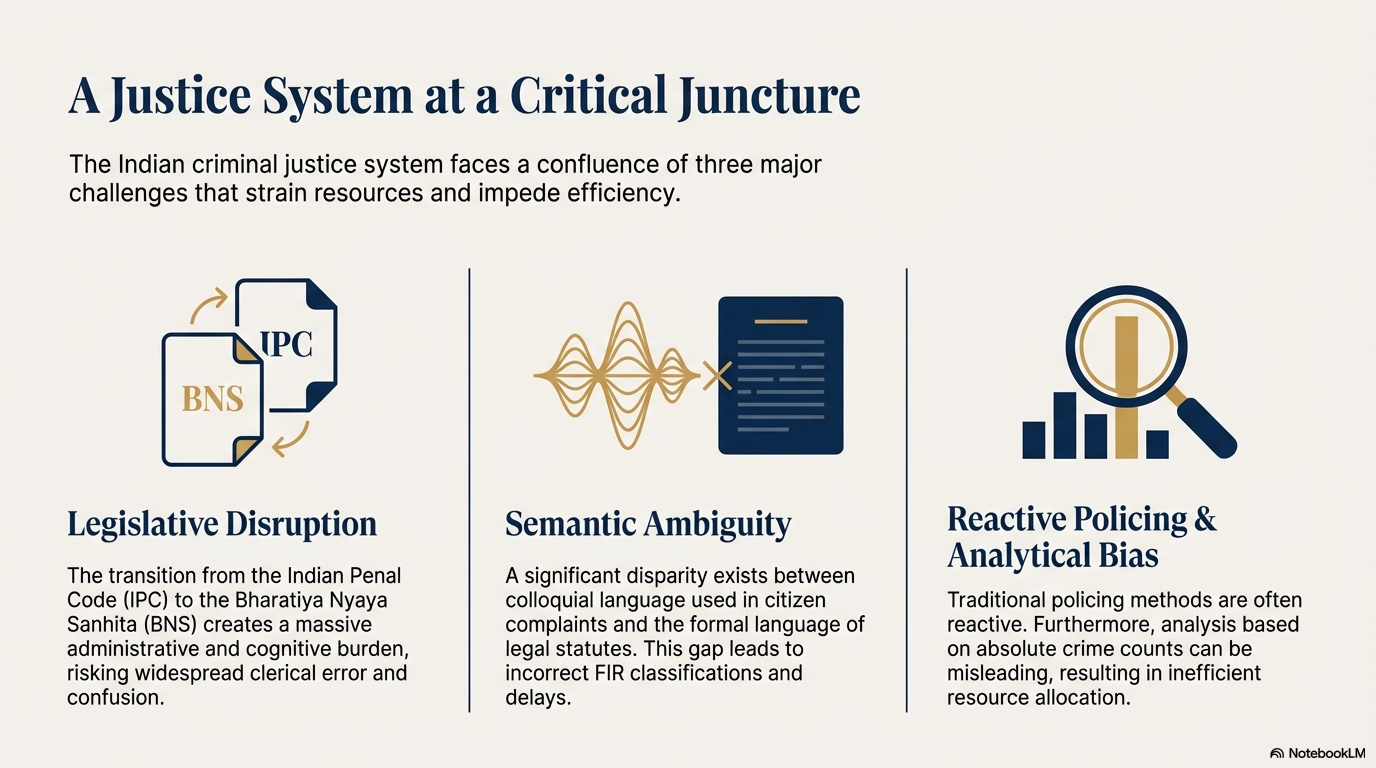 A Justice System at a Critical Juncture
The Indian criminal justice system faces a confluence of three major
challenges that strain resources and impede efficiency.
IPC
BNS
Legislative Disruption
The transition from the Indian Penal
Code (IPC) to the Bharatiya Nyaya
Sanhita (BNS) creates a massive
administrative and cognitive burden,
risking widespread clerical error and
confusion.
Semantic Ambiguity
A significant disparity exists between
colloquial language used in citizen
complaints and the formal language of
legal statutes. This gap leads to
incorrect FIR classifications and
delays.
Reactive Policing &
Analytical Bias
Traditional policing methods are often
reactive. Furthermore, analysis based
on absolute crime counts can be
misleading, resulting in inefficient
resource allocation.
NotebookLM